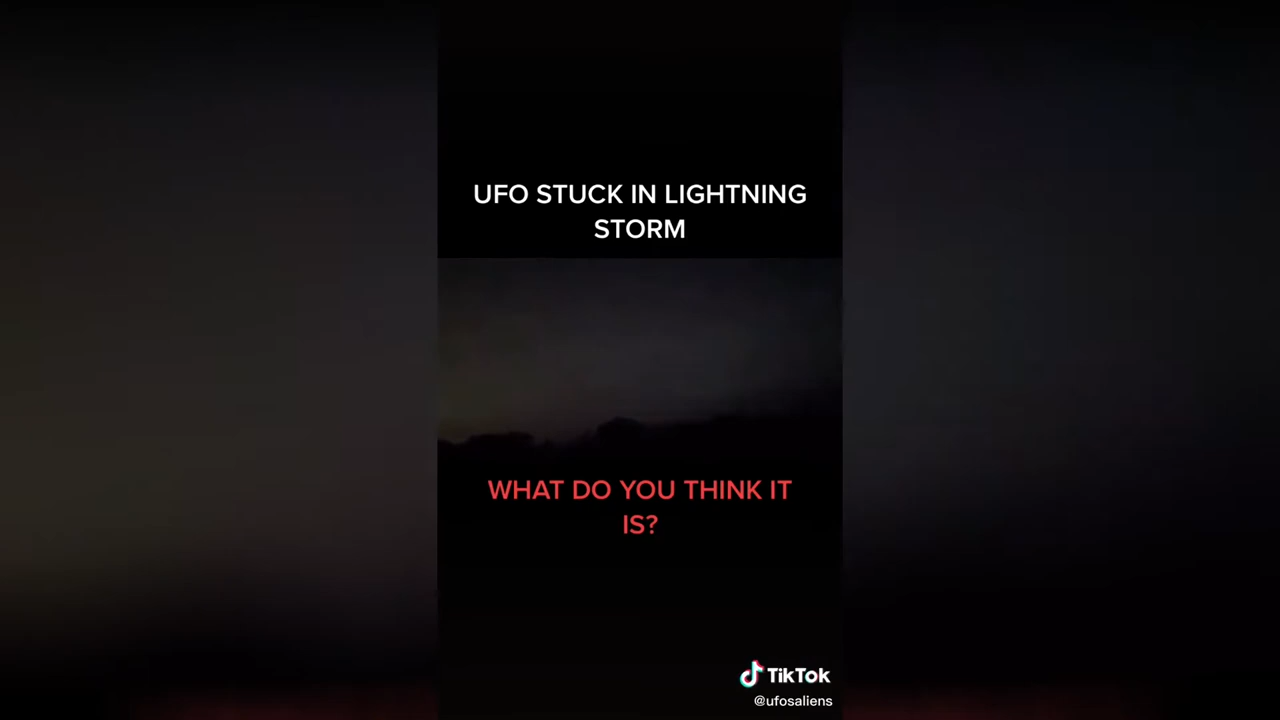 UFO STUCK IN LIGHTNING
STORM
WHAT DO YOU THINK IT
IS?
TikTok
@ufosaliens